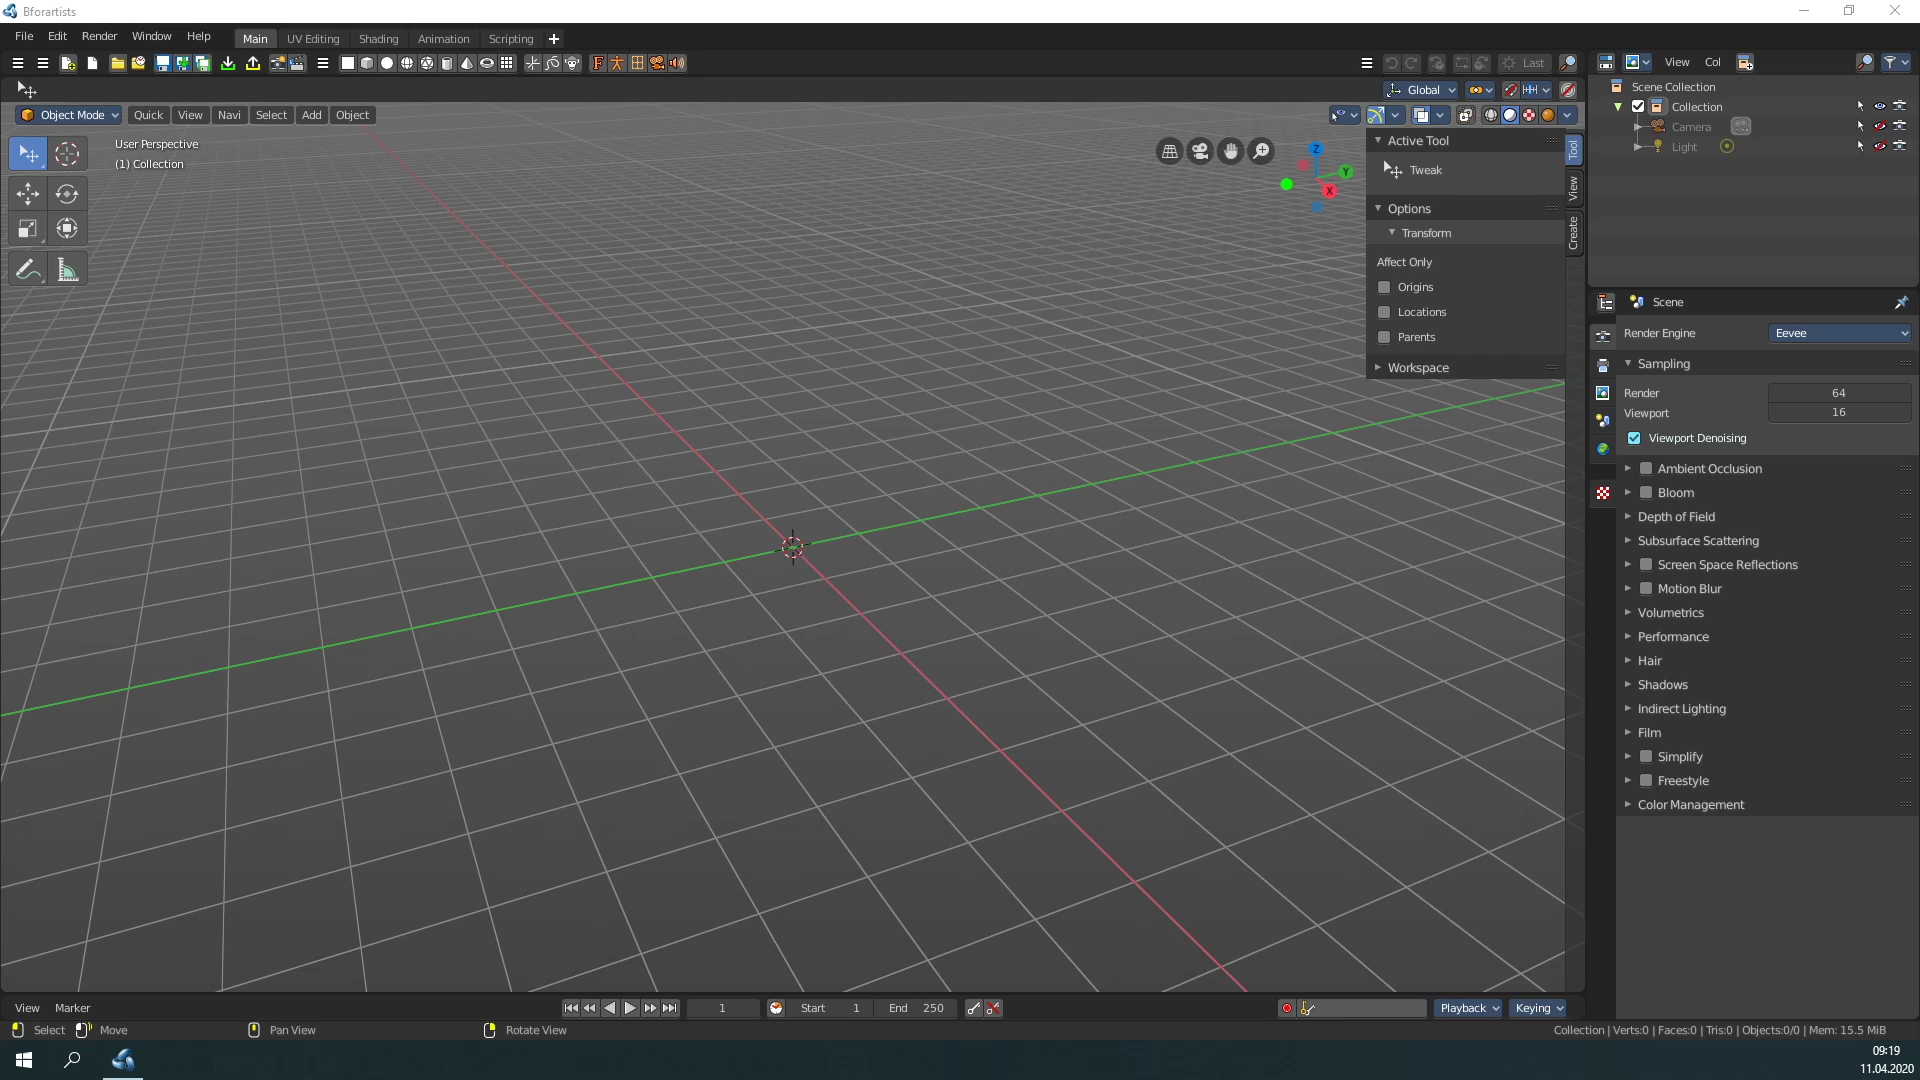 Bforartists
File Edit Render Window Help Main UV Editing Shading Animation Scripting
Last
View Col
Global
Object Mode Quick View Navi Select Add Object
User Perspective
(1) Collection
Z
Y
X
Active Tool
Tweak
Options
Transform
Affect Only
Origins
Locations
Parents
Workspace
Tool
View
Create
Scene Collection
Collection
Camera
Light
Scene
Render Engine Eevee
Sampling
Render 64
Viewport 16
Viewport Denoising
Ambient Occlusion
Bloom
Depth of Field
Subsurface Scattering
Screen Space Reflections
Motion Blur
Volumetrics
Performance
Hair
Shadows
Indirect Lighting
Film
Simplify
Freestyle
Color Management
View Marker 1 Start 1 End 250 Playback Keying
Select Move Pan View Rotate View Collection | Verts:0 | Faces:0 | Tris:0 | Objects:0/0 | Mem: 15.5 MiB
09:19
11.04.2020